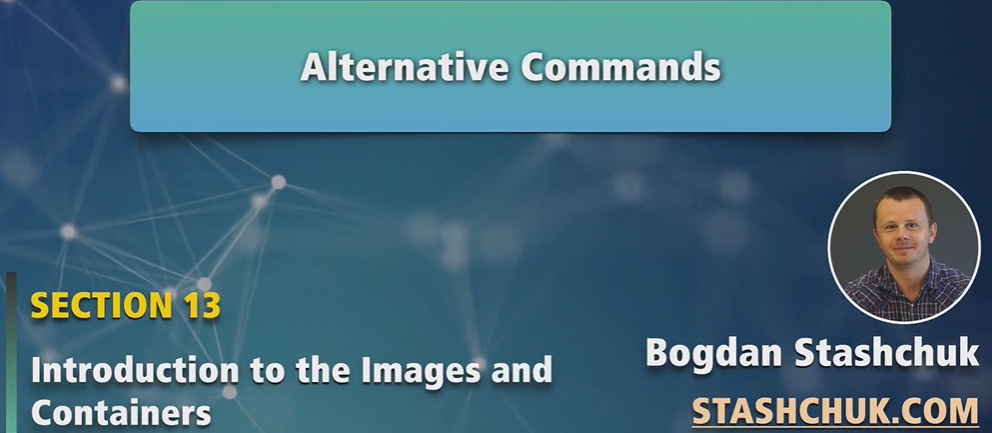 Alternative Commands
SECTION 13
Introduction to the Images and
Containers
Bogdan Stashchuk
STASHCHUK.COM